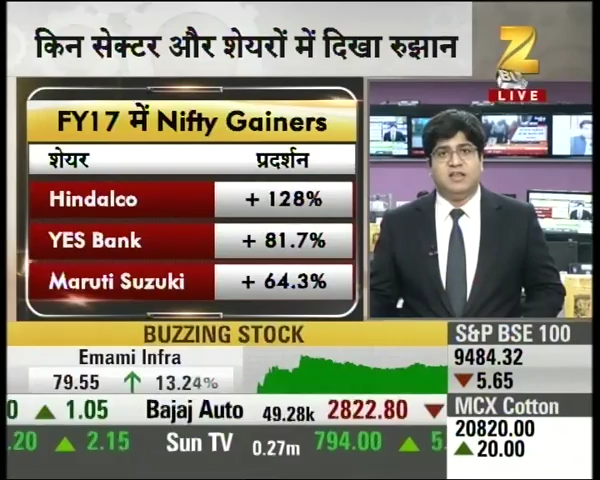 किन सेक्टर और शेयरों में दिखा रुझान
Z
LIVE
FY17 में Nifty Gainers
शेयर प्रदर्शन
Hindalco + 128%
YES Bank + 81.7%
Maruti Suzuki + 64.3%
BUZZING STOCK
Emami Infra
79.55 13.24%
S&P BSE 100
9484.32
5.65
MCX Cotton
20820.00
20.00
0 1.05 Bajaj Auto 49.28k 2822.80
.20 2.15 Sun TV 0.27m 794.00 5.